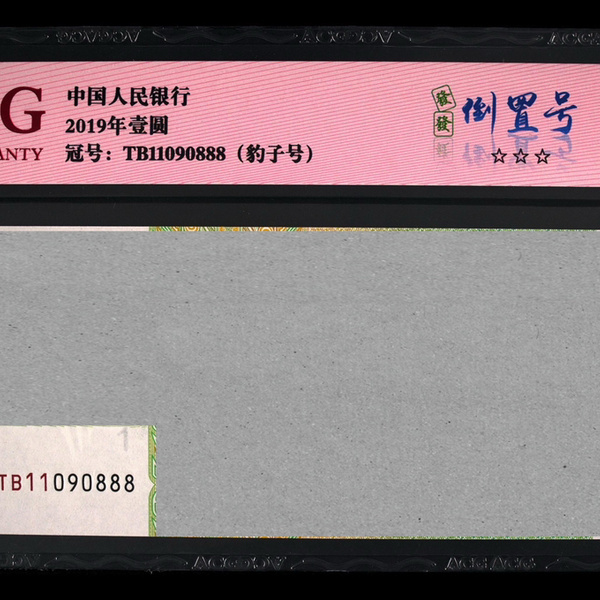 G
ANTY
中国人民银行
2019年壹圆
冠号：TB11090888（豹子号）
發
發
倒置号
☆☆☆
1
TB11090888